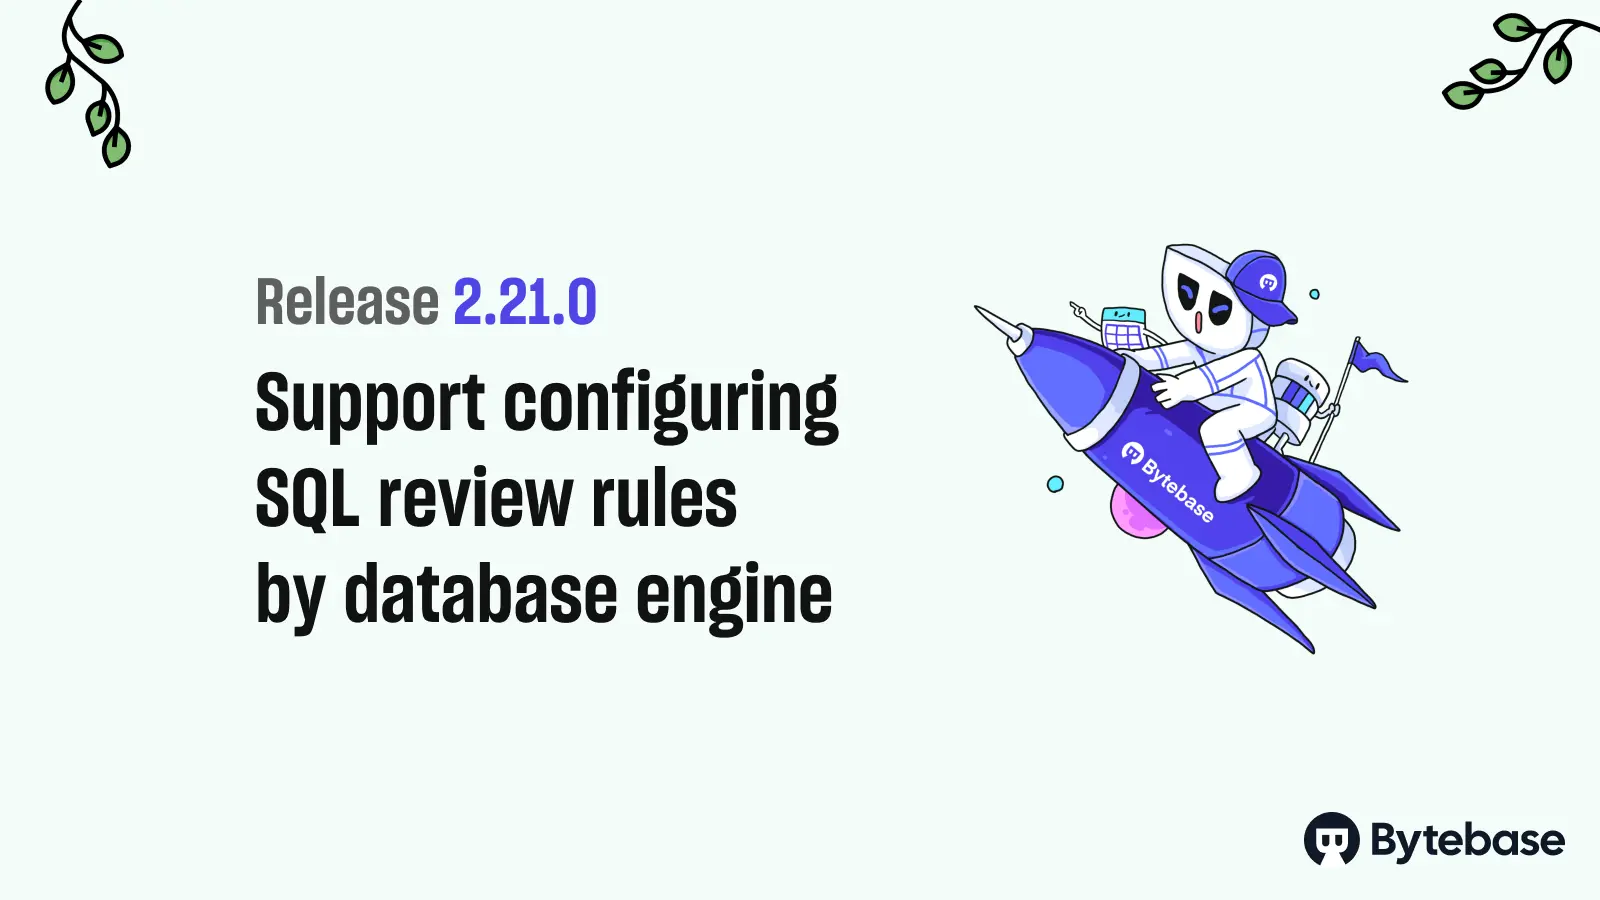 Release 2.21.0
Support configuring
SQL review rules
by database engine
Bytebase
Bytebase